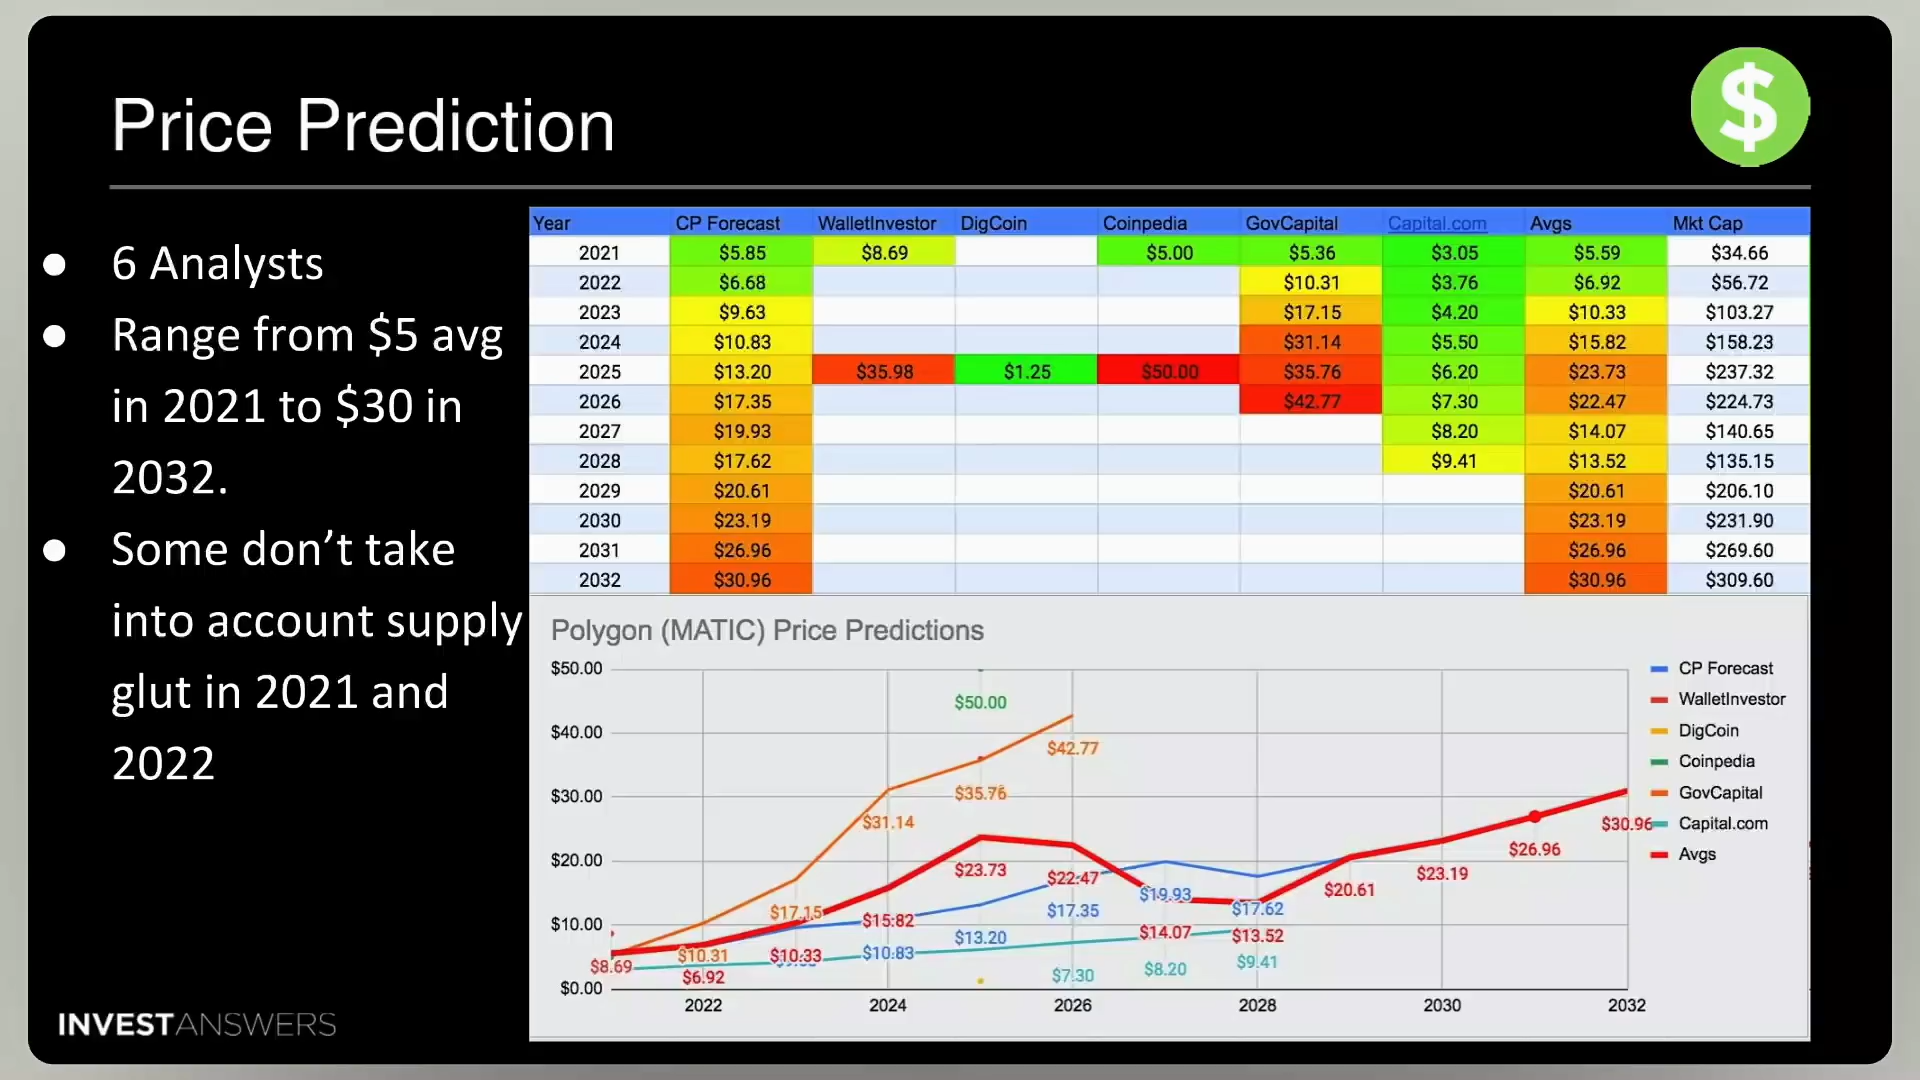 Price Prediction
$
● 6 Analysts
● Range from $5 avg
in 2021 to $30 in
2032.
● Some don’t take
into account supply
glut in 2021 and
2022
Year CP Forecast WalletInvestor DigCoin Coinpedia GovCapital Capital.com Avgs Mkt Cap
2021 $5.85 $8.69 $5.00 $5.36 $3.05 $5.59 $34.66
2022 $6.68 $10.31 $3.76 $6.92 $56.72
2023 $9.63 $17.15 $4.20 $10.33 $103.27
2024 $10.83 $31.14 $5.50 $15.82 $158.23
2025 $13.20 $35.98 $1.25 $50.00 $35.76 $6.20 $23.73 $237.32
2026 $17.35 $42.77 $7.30 $22.47 $224.73
2027 $19.93 $8.20 $14.07 $140.65
2028 $17.62 $9.41 $13.52 $135.15
2029 $20.61 $20.61 $206.10
2030 $23.19 $23.19 $231.90
2031 $26.96 $26.96 $269.60
2032 $30.96 $30.96 $309.60
Polygon (MATIC) Price Predictions
$50.00
$40.00
$30.00
$20.00
$10.00
$0.00
$50.00
$42.77
$35.76
$31.14
$30.96
$26.96
$23.73
$22.47
$23.19
$20.61
$19.93
$17.62
$17.15
$15.82
$17.35
$13.20
$14.07
$13.52
$10.31
$10.33
$10.83
$8.69
$6.92
$7.30
$8.20
$9.41
2022 2024 2026 2028 2030 2032
CP Forecast
WalletInvestor
DigCoin
Coinpedia
GovCapital
Capital.com
Avgs
INVESTANSWERS